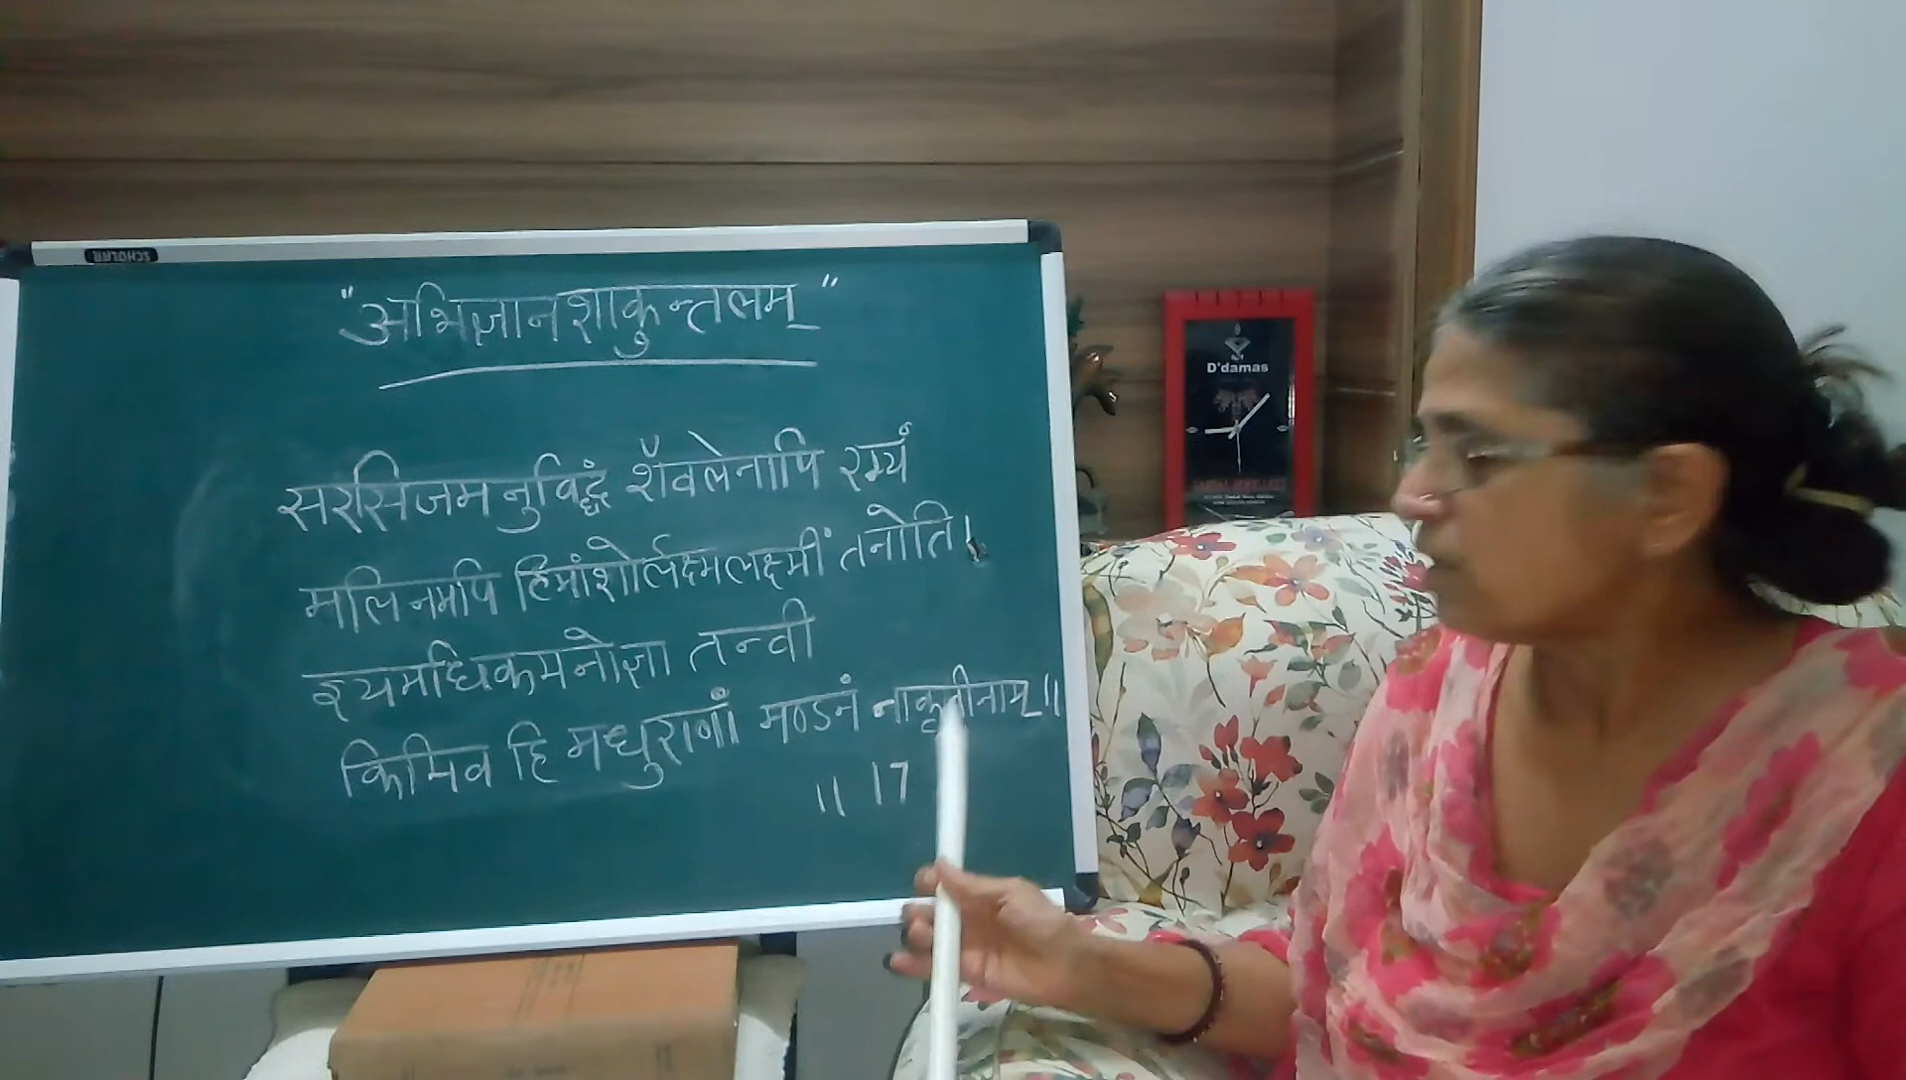 SCHOLAR
"अभिज्ञानशाकुन्तलम्"
सरसिजमनुविद्धं शैवलेनापि रम्यं
मलिनमपि हिमांशोर्लक्ष्मलक्ष्मीं तनोति।
इयमधिकमनोज्ञा तन्वी
किमिव हि मधुराणां मण्डनं नाकृतीनाम्॥
॥ 17
D'damas